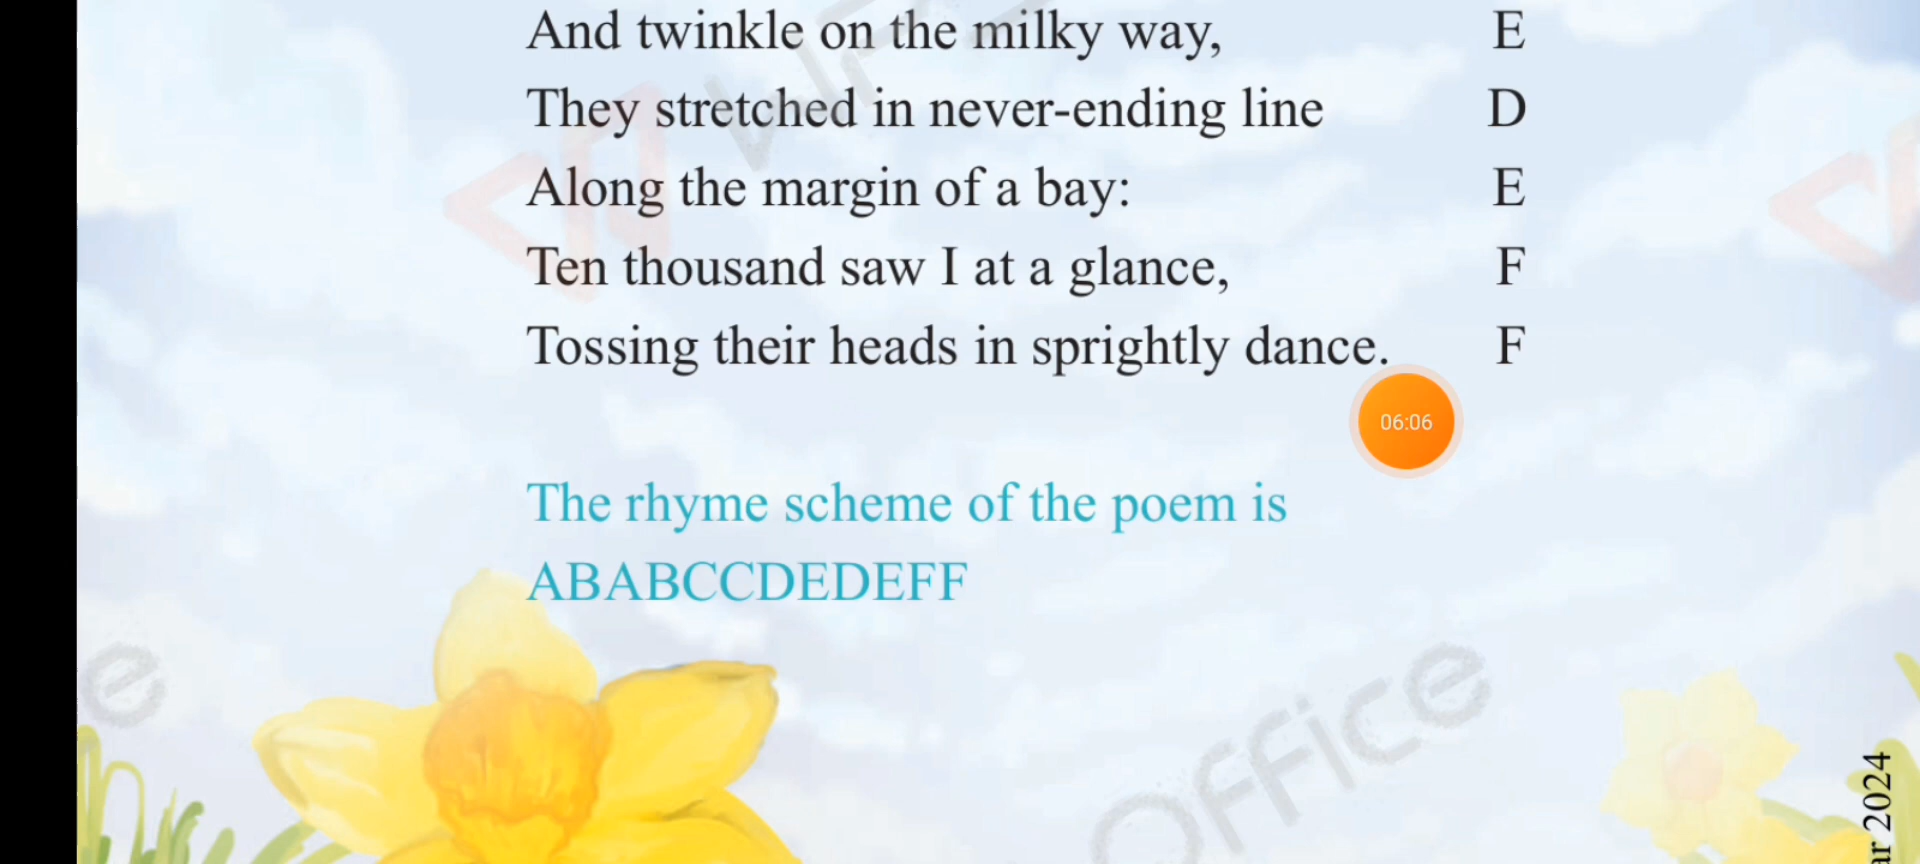 And twinkle on the milky way, E
They stretched in never-ending line D
Along the margin of a bay: E
Ten thousand saw I at a glance, F
Tossing their heads in sprightly dance. F
06:06
The rhyme scheme of the poem is
ABABCCDEDEFF
e
Office
2024